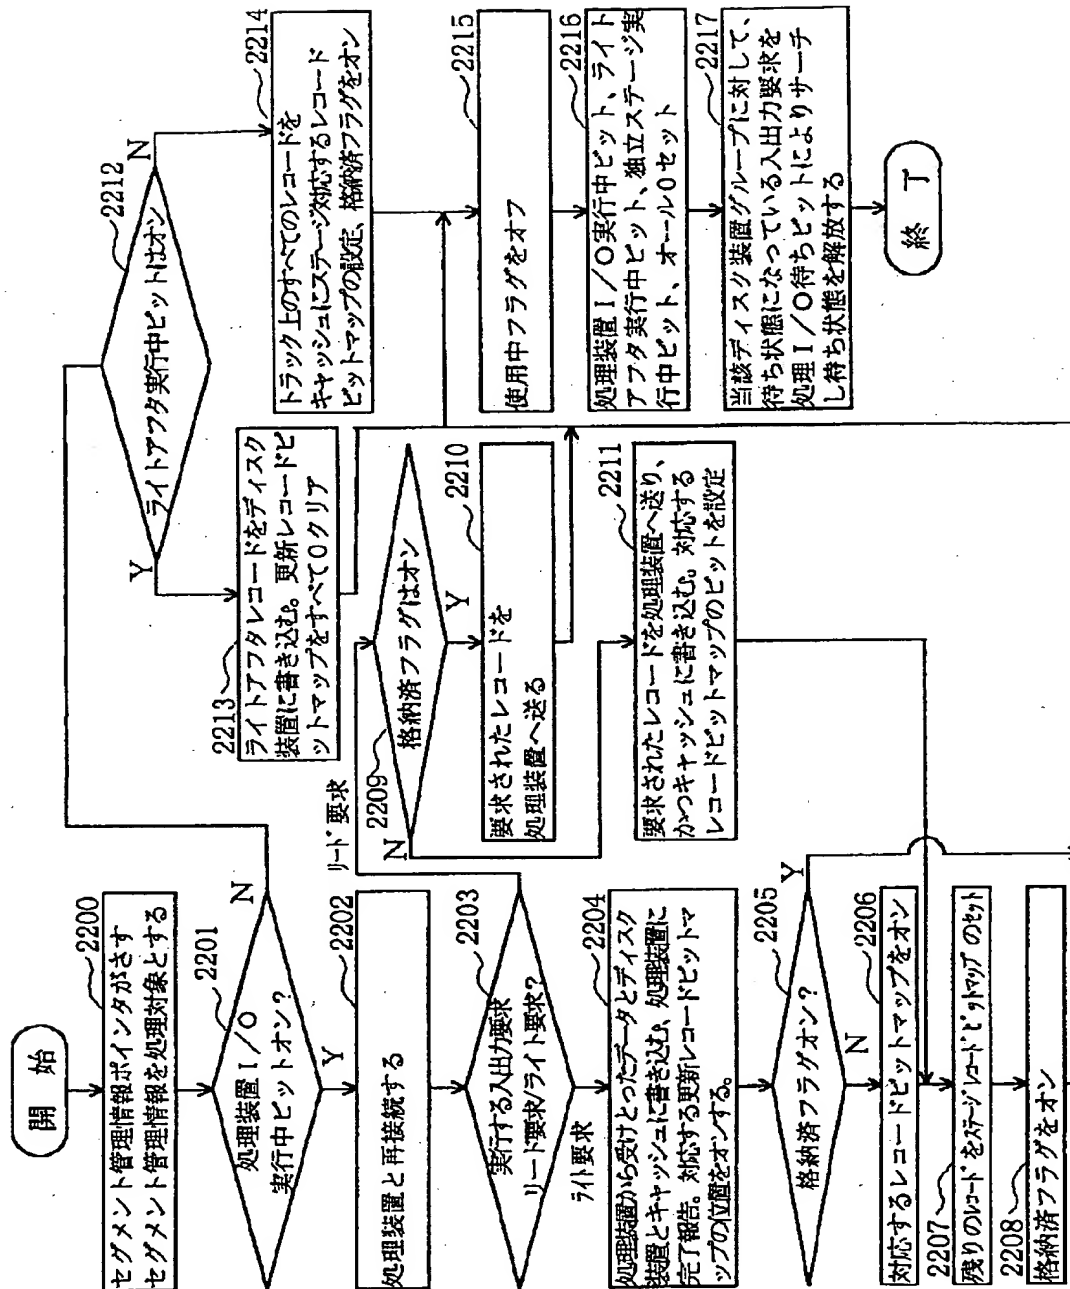 開 始
2200
セグメント管理情報ポインタがさす
セグメント管理情報を処理対象とする
2201
処理装置I/O
実行中ビットオン?
N
Y
2202
処理装置と再接続する
2203
実行する入出力要求
リード要求/ライト要求?
リード要求
ライト要求
2204
処理装置から受けとったデータとディスク
装置とキャッシュに書き込む、処理装置に
完了報告。対応する更新レコードビットマ
ップの位置をオンする。
2205
格納済フラグオン?
Y
N
2206
対応するレコードビットマップをオン
2207
残りのレコードをステージ/レコードビットマップのセット
2208
格納済フラグをオン
2209
格納済フラグはオン
N
Y
2210
要求されたレコードを
処理装置へ送る
2211
要求されたレコードを処理装置へ送り、
かつキャッシュに書き込む。対応する
レコードビットマップのビットを設定
2212
ライトアフタ実行中ビットはオン
Y
N
2213
ライトアフタレコードをディスク
装置に書き込む。更新レコードビ
ットマップをすべて0クリア
2214
トラック上のすべてのレコードを
キャッシュにステージ対応するレコード
ビットマップの設定、格納済フラグをオン
2215
使用中フラグをオフ
2216
処理装置I/O実行中ビット、ライト
アフタ実行中ビット、独立ステージ実
行中ビット、オール0セット
2217
当該ディスク装置グループに対して、
待ち状態になっている入出力要求を
処理I/O待ちビットによりサーチ
し待ち状態を解放する
終 了